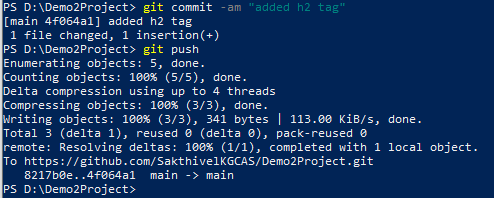 PS D:\Demo2Project> git commit -am "added h2 tag"
[main 4f064a1] added h2 tag
 1 file changed, 1 insertion(+)
PS D:\Demo2Project> git push
Enumerating objects: 5, done.
Counting objects: 100% (5/5), done.
Delta compression using up to 4 threads
Compressing objects: 100% (3/3), done.
Writing objects: 100% (3/3), 341 bytes | 113.00 KiB/s, done.
Total 3 (delta 1), reused 0 (delta 0), pack-reused 0
remote: Resolving deltas: 100% (1/1), completed with 1 local object.
To https://github.com/SakthivelKGCAS/Demo2Project.git
   8217b0e..4f064a1  main -> main
PS D:\Demo2Project>